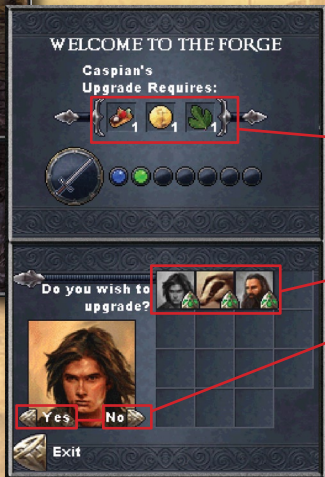 WELCOME TO THE FORGE
Caspian's
Upgrade Requires:
1 1 1
Do you wish to
upgrade?
Yes No
Exit